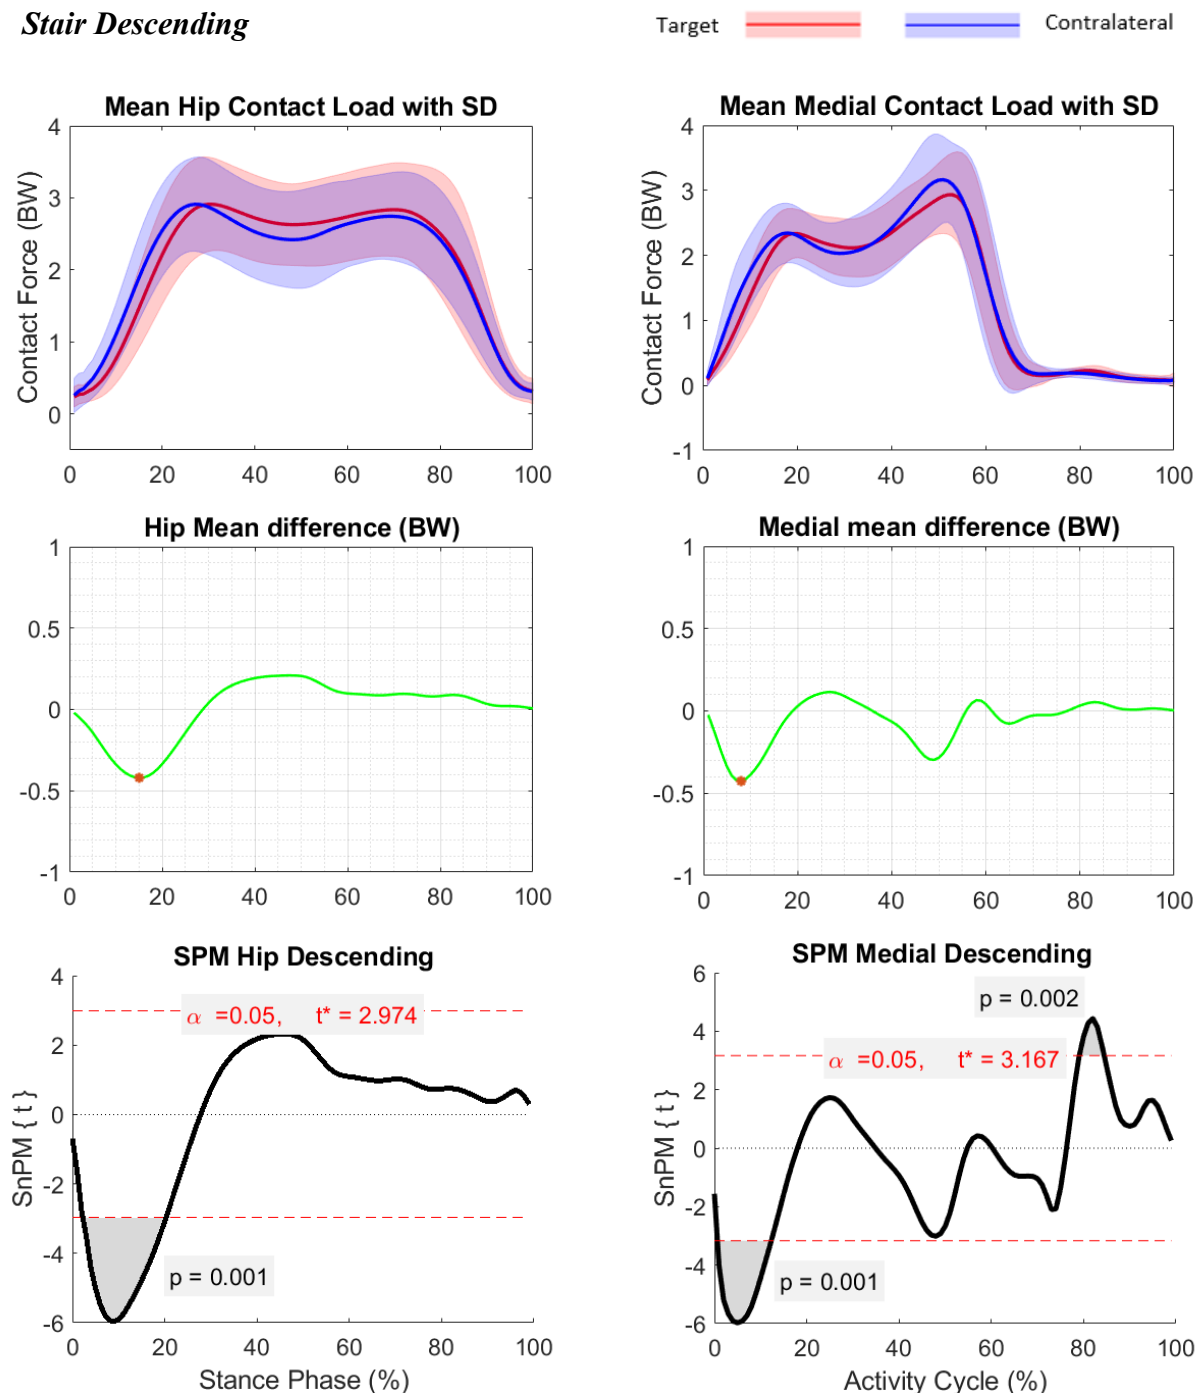 Stair Descending
Target
Contralateral
Mean Hip Contact Load with SD
Contact Force (BW)
4
3
2
1
0
0 20 40 60 80 100
Mean Medial Contact Load with SD
Contact Force (BW)
4
3
2
1
0
-1
0 20 40 60 80 100
Hip Mean difference (BW)
1
0.5
0
-0.5
-1
0 20 40 60 80 100
Medial mean difference (BW)
1
0.5
0
-0.5
-1
0 20 40 60 80 100
SPM Hip Descending
SnPM { t }
4
2
0
-2
-4
-6
α =0.05, t* = 2.974
p = 0.001
0 20 40 60 80 100
Stance Phase (%)
SPM Medial Descending
SnPM { t }
6
4
2
0
-2
-4
-6
p = 0.002
α =0.05, t* = 3.167
p = 0.001
0 20 40 60 80 100
Activity Cycle (%)